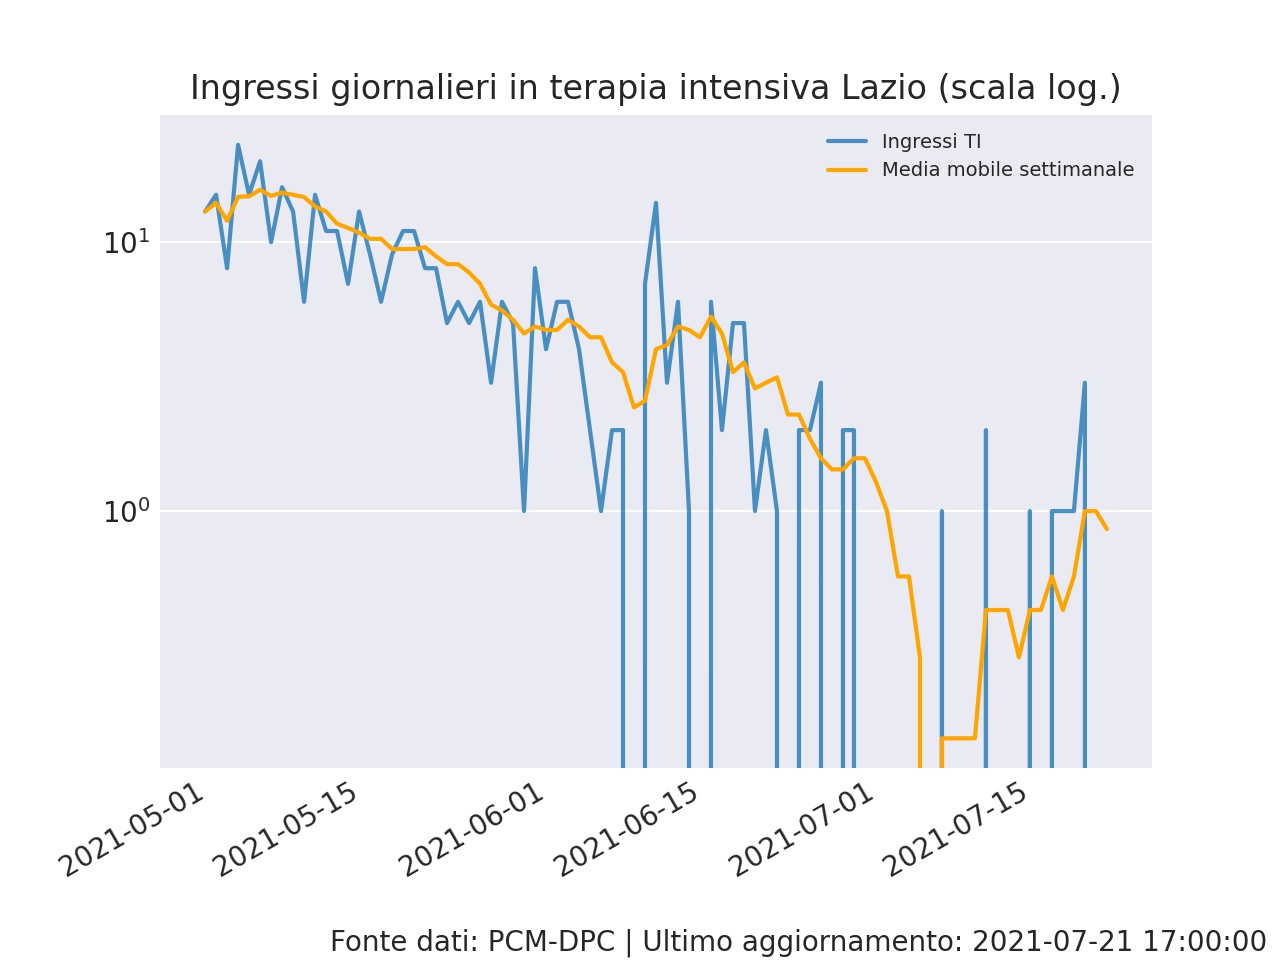 Ingressi giornalieri in terapia intensiva Lazio (scala log.)
Ingressi TI
Media mobile settimanale
10¹
10⁰
2021-05-01
2021-05-15
2021-06-01
2021-06-15
2021-07-01
2021-07-15
Fonte dati: PCM-DPC | Ultimo aggiornamento: 2021-07-21 17:00:00